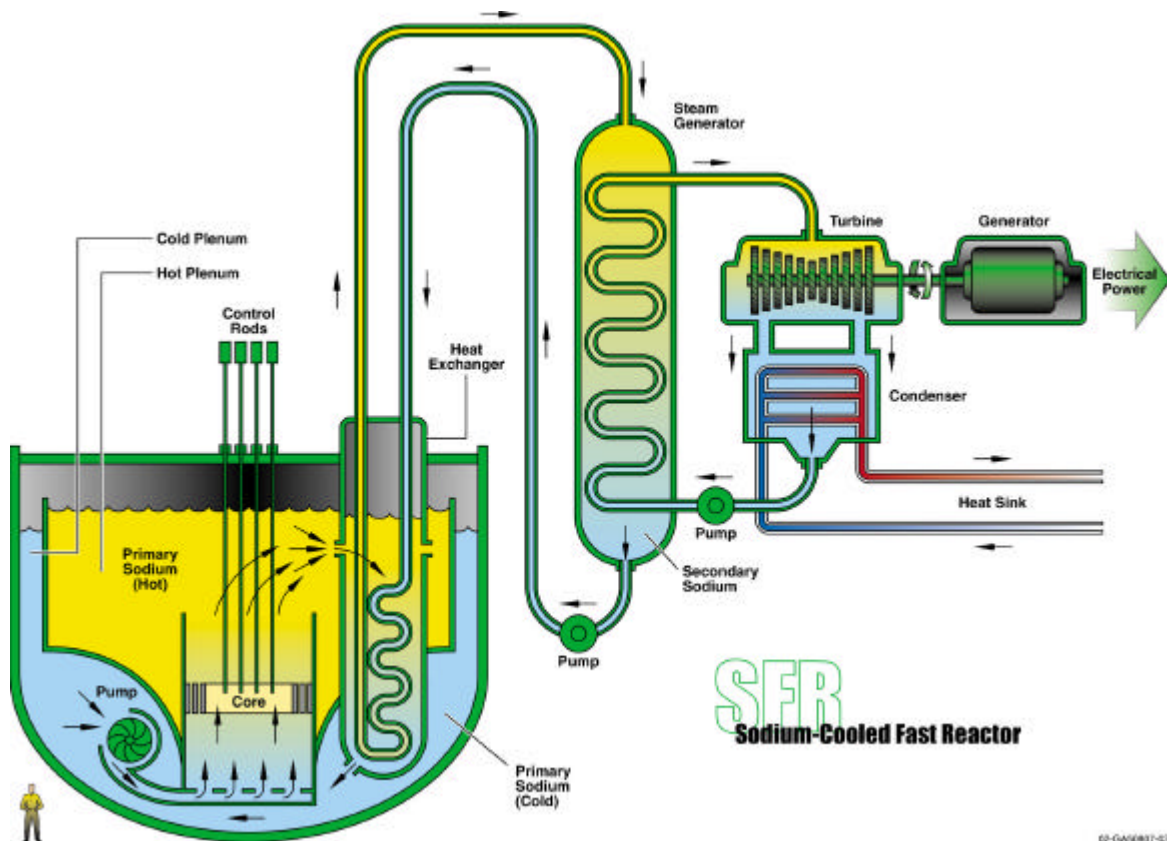 Steam
Generator
Turbine
Generator
Cold Plenum
Hot Plenum
Electrical
Power
Control
Rods
Heat
Exchanger
Condenser
Heat Sink
Pump
Primary
Sodium
(Hot)
Secondary
Sodium
Pump
Pump
Core
SFR
Sodium-Cooled Fast Reactor
Primary
Sodium
(Cold)